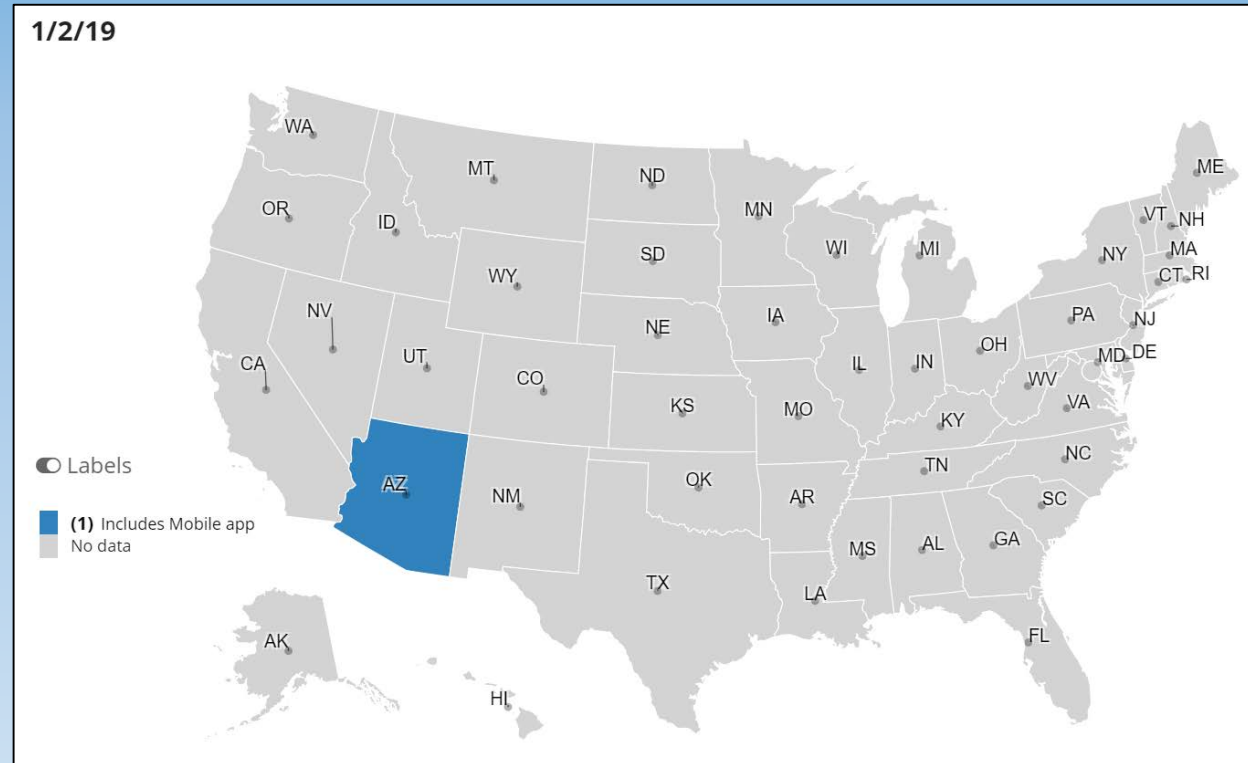 1/2/19
WA
MT
ND
MN
ME
OR
ID
SD
WI
MI
VT
NH
NY
MA
WY
CT
RI
NV
NE
IA
PA
NJ
CA
UT
CO
IL
IN
OH
MD
DE
WV
VA
KS
MO
KY
Labels
AZ
NM
OK
AR
TN
NC
SC
(1) Includes Mobile app
No data
MS
AL
GA
TX
LA
AK
FL
HI